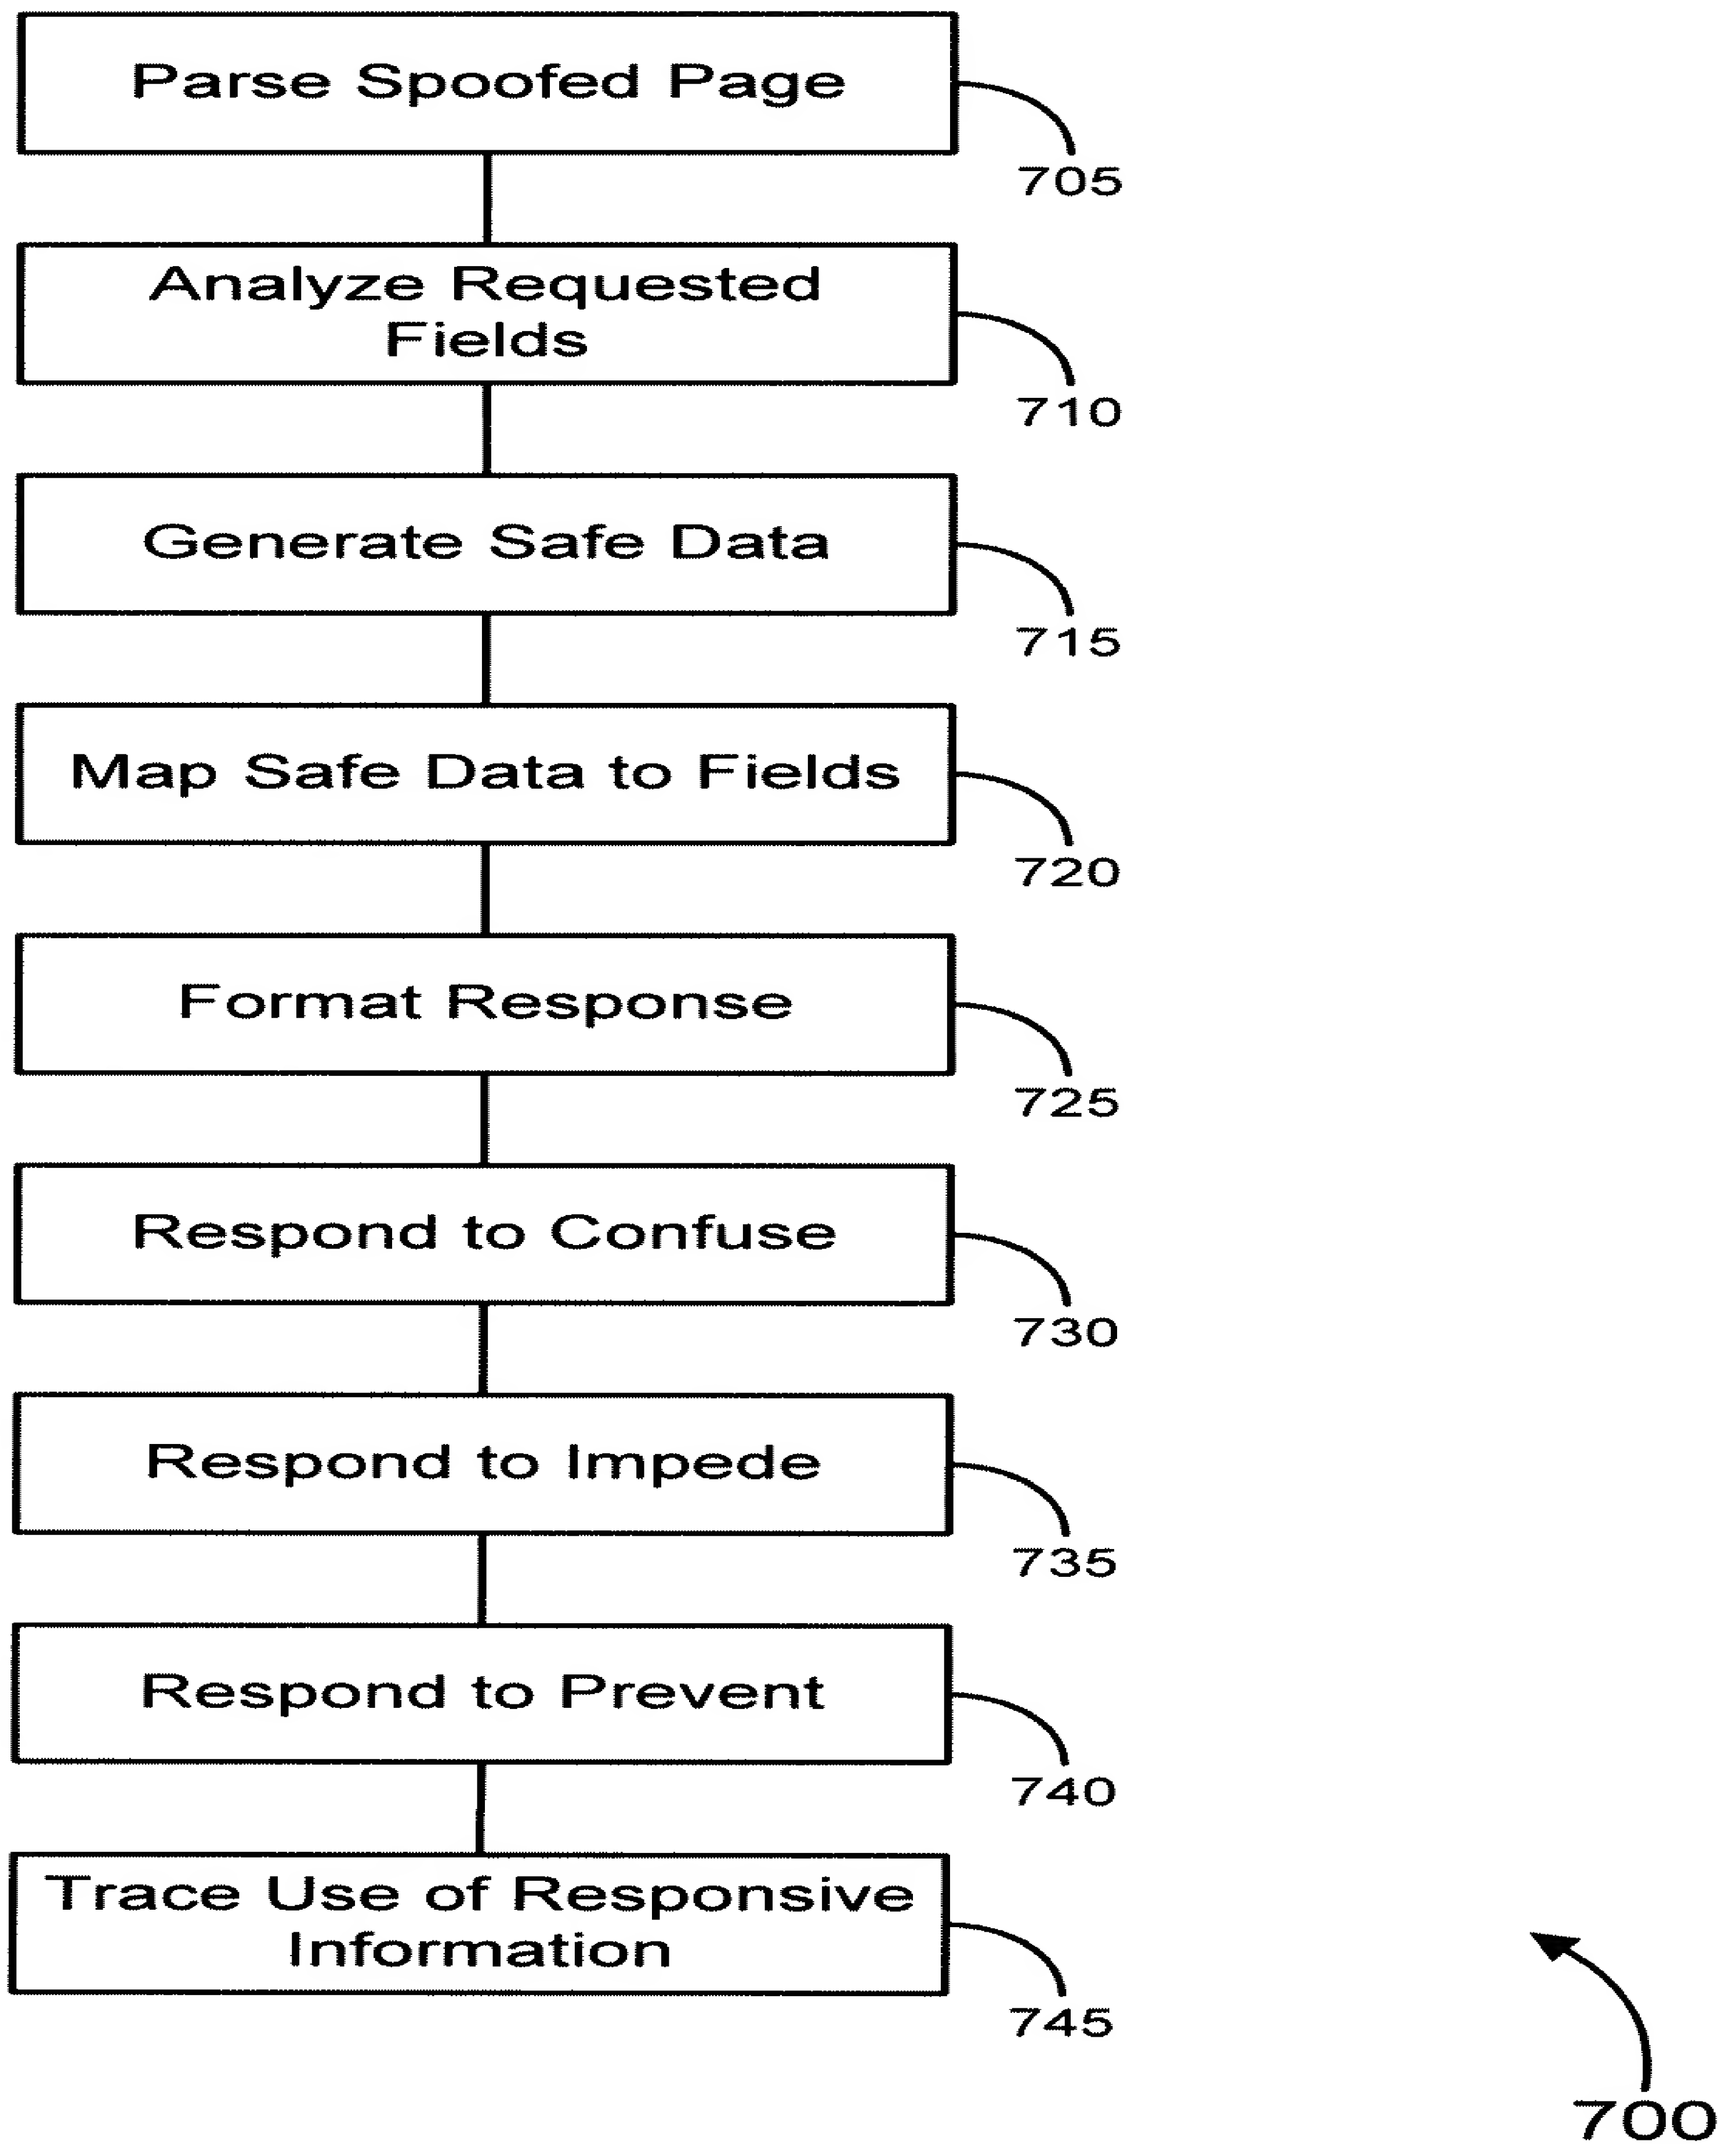 Parse Spoofed Page
705
Analyze Requested
Fields
710
Generate Safe Data
715
Map Safe Data to Fields
720
Format Response
725
Respond to Confuse
730
Respond to Impede
735
Respond to Prevent
740
Trace Use of Responsive
Information
745
700